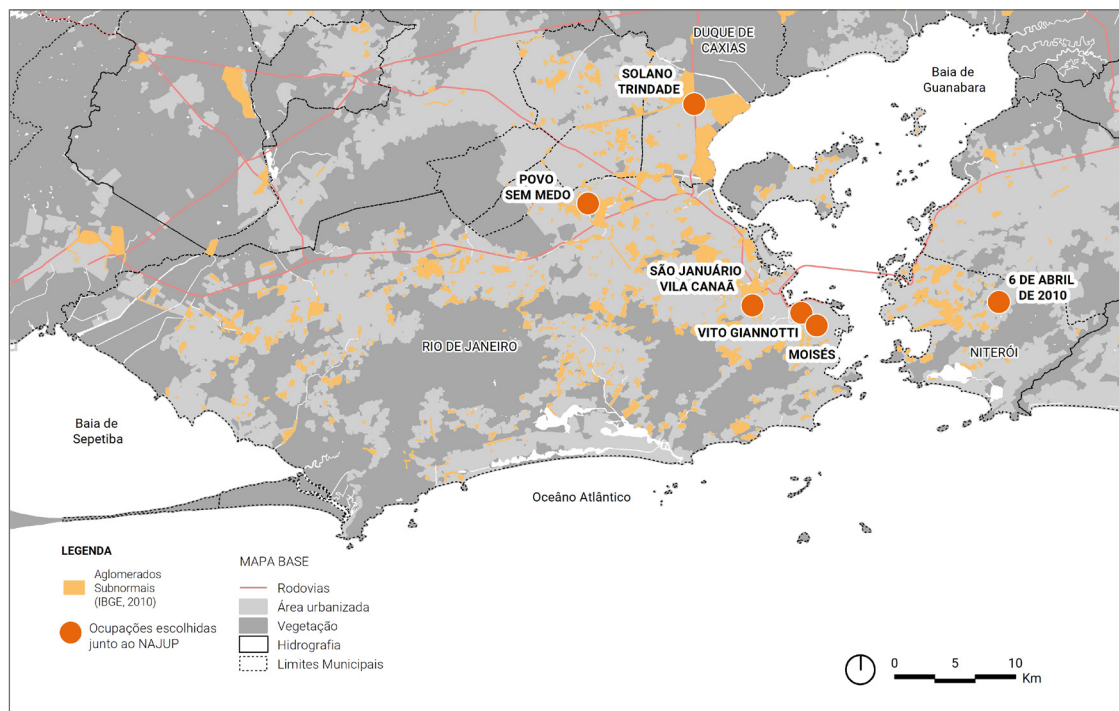 DUQUE DE
CAXIAS
SOLANO
TRINDADE
Baia de
Guanabara
POVO
SEM MEDO
SÃO JANUÁRIO
VILA CANAÃ
6 DE ABRIL
DE 2010
VITO GIANNOTTI
RIO DE JANEIRO
MOISÉS
NITERÓI
Baia de
Sepetiba
Oceâno Atlântico
LEGENDA
Aglomerados
Subnormais
(IBGE, 2010)
Ocupações escolhidas
junto ao NAJUP
MAPA BASE
Rodovias
Área urbanizada
Vegetação
Hidrografia
Limites Municipais
0 5 10
Km